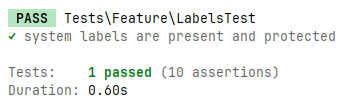 PASS Tests\Feature\LabelsTest
✓ system labels are present and protected
Tests: 1 passed (10 assertions)
Duration: 0.60s